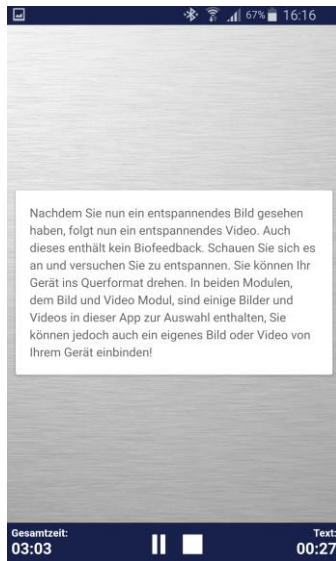 67% 16:16
Nachdem Sie nun ein entspannendes Bild gesehen
haben, folgt nun ein entspannendes Video. Auch
dieses enthält kein Biofeedback. Schauen Sie sich es
an und versuchen Sie zu entspannen. Sie können Ihr
Gerät ins Querformat drehen. In beiden Modulen,
dem Bild und Video Modul, sind einige Bilder und
Videos in dieser App zur Auswahl enthalten, Sie
können jedoch auch ein eigenes Bild oder Video von
Ihrem Gerät einbinden!
Gesamtzeit: Text:
03:03 00:27